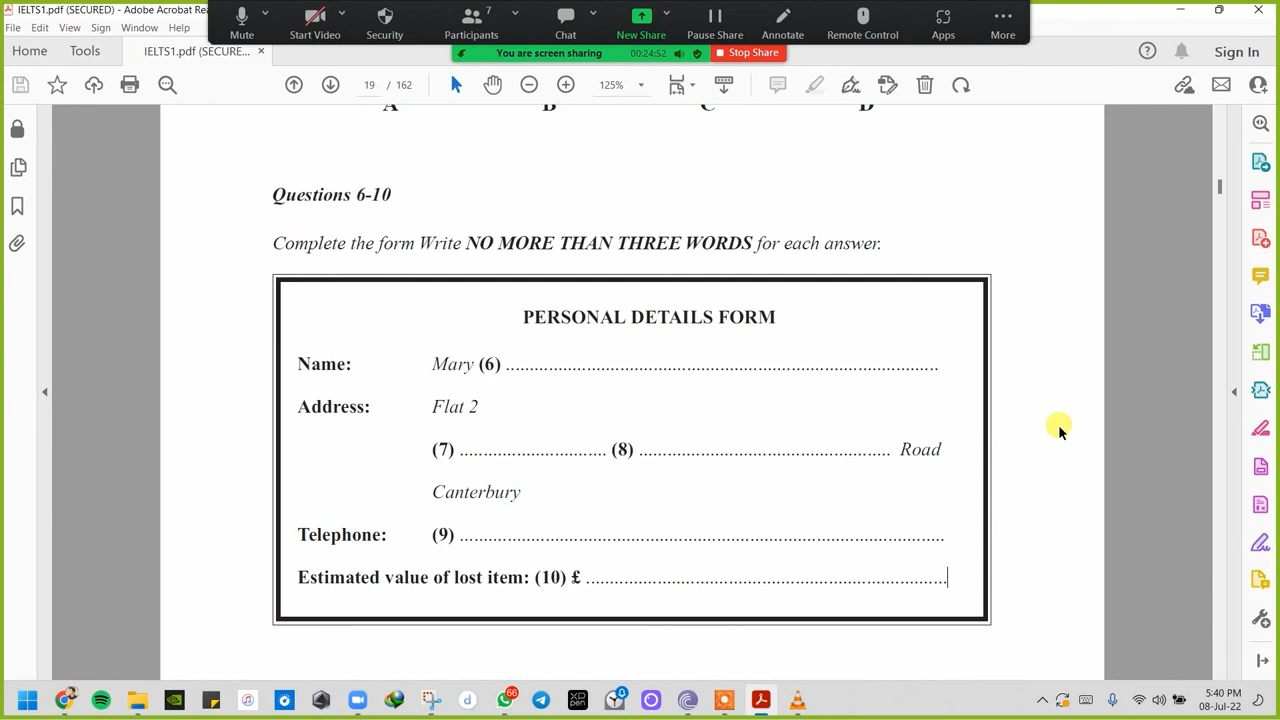 IELTS1.pdf (SECURED) - Adobe Acrobat Rea
File Edit View Sign Window Help
Mute Start Video Security Participants 7 Chat New Share Pause Share Annotate Remote Control Apps More
You are screen sharing 00:24:52 Stop Share
Home Tools IELTS1.pdf (SECURE... × Sign In
19 / 162 125%
A B C D
Questions 6-10
Complete the form Write NO MORE THAN THREE WORDS for each answer.
PERSONAL DETAILS FORM
Name: Mary (6) ..........................................................................................
Address: Flat 2
(7) ............................... (8) ..................................................... Road
Canterbury
Telephone: (9) .....................................................................................................
Estimated value of lost item: (10) £ ...........................................................................
66
5:40 PM
08-Jul-22